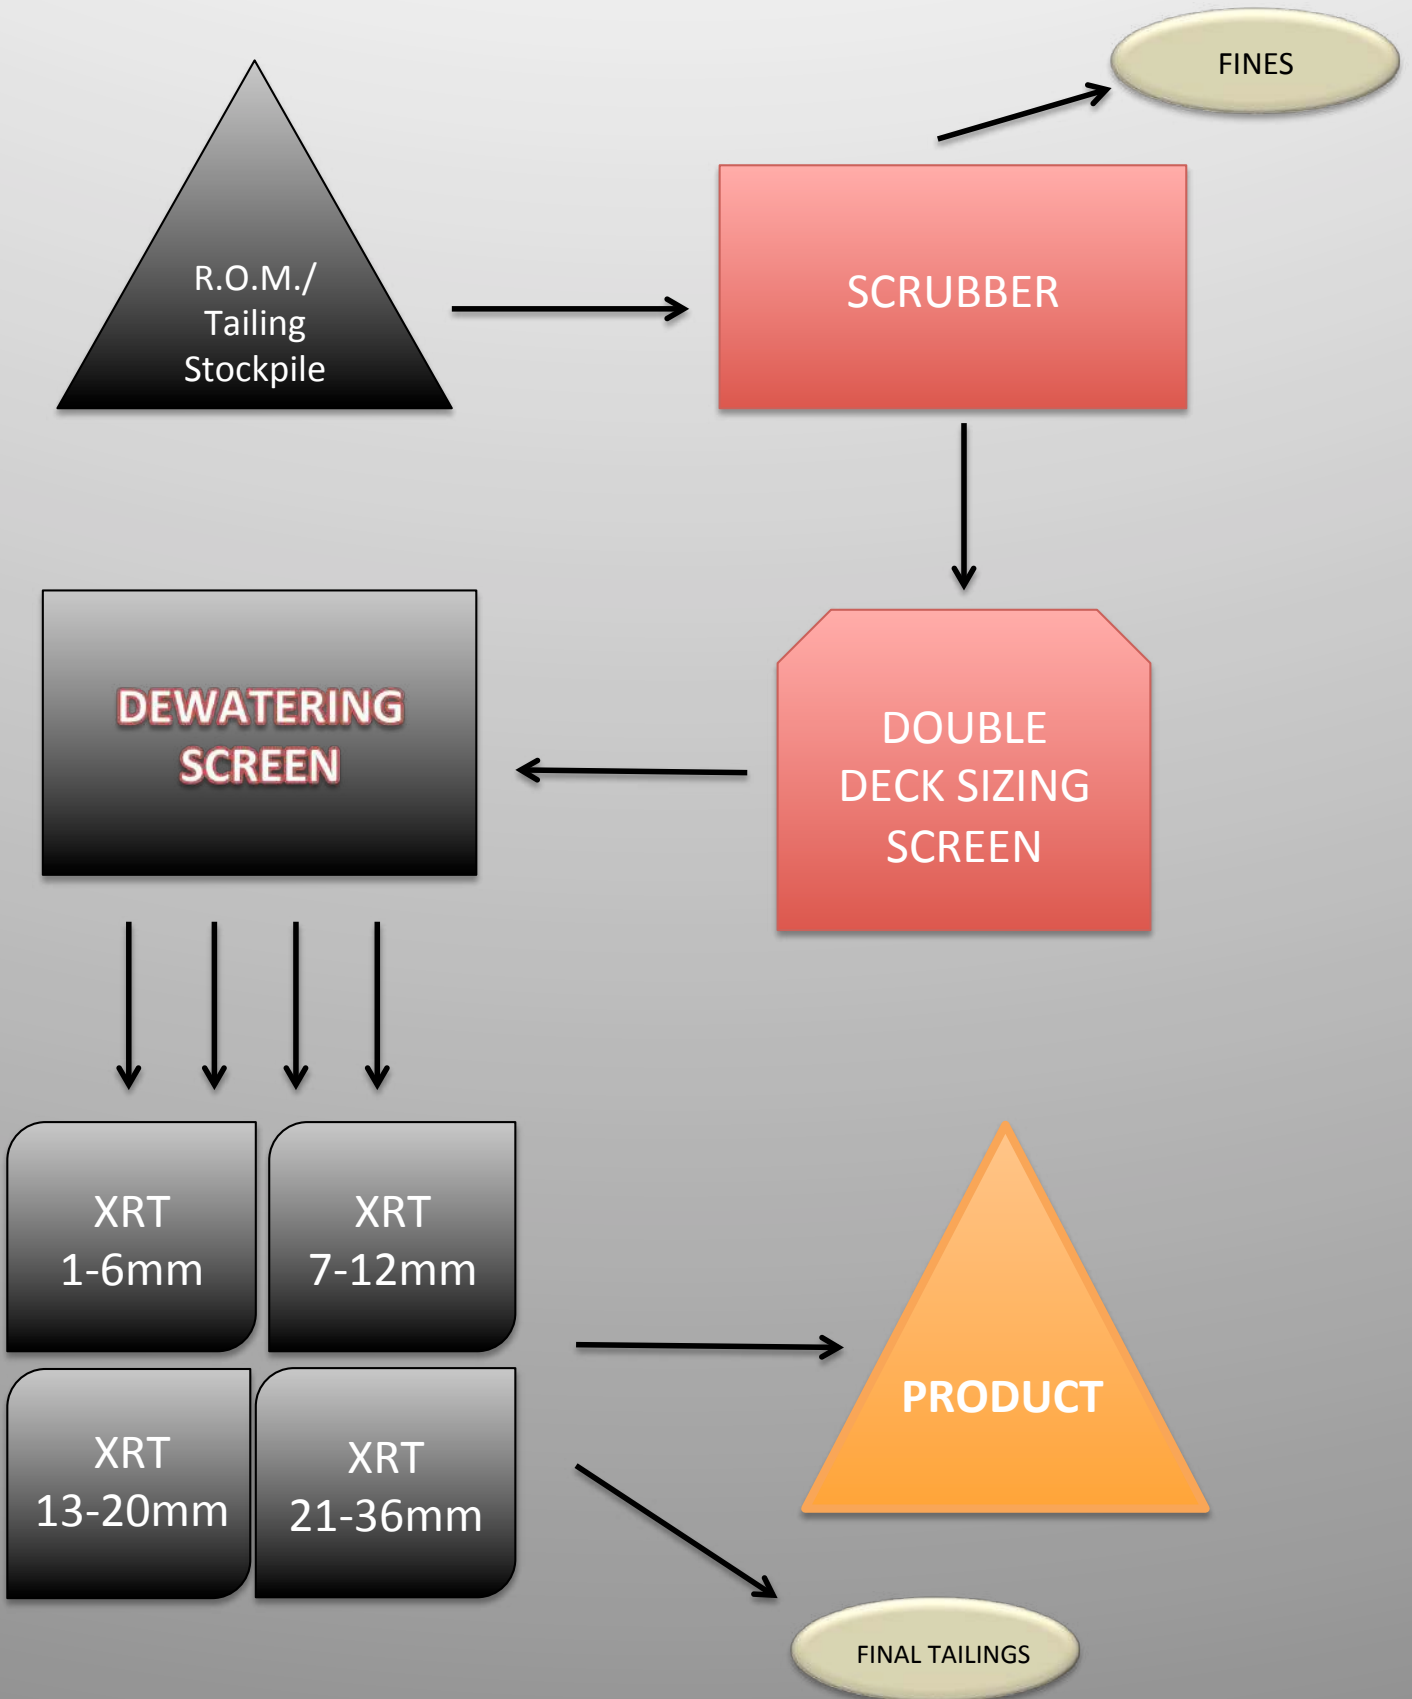 FINES
R.O.M./
Tailing
Stockpile
SCRUBBER
DEWATERING
SCREEN
DOUBLE
DECK SIZING
SCREEN
XRT
1-6mm
XRT
7-12mm
XRT
13-20mm
XRT
21-36mm
PRODUCT
FINAL TAILINGS